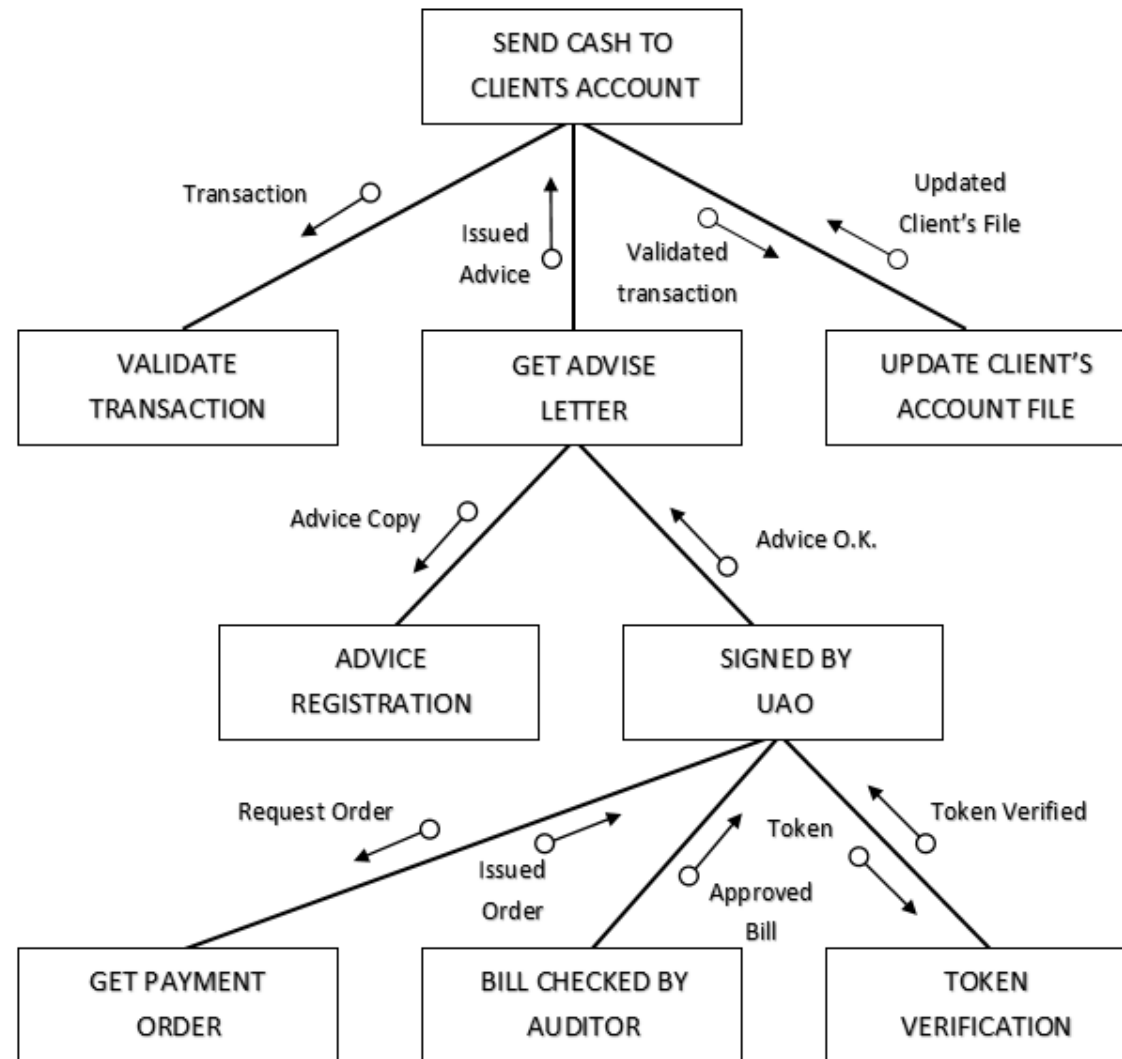 SEND CASH TO
CLIENTS ACCOUNT
Transaction
Issued
Advice
Validated
transaction
Updated
Client's File
VALIDATE
TRANSACTION
GET ADVISE
LETTER
UPDATE CLIENT'S
ACCOUNT FILE
Advice Copy
Advice O.K.
ADVICE
REGISTRATION
SIGNED BY
UAO
Request Order
Issued
Order
Approved
Bill
Token
Token Verified
GET PAYMENT
ORDER
BILL CHECKED BY
AUDITOR
TOKEN
VERIFICATION